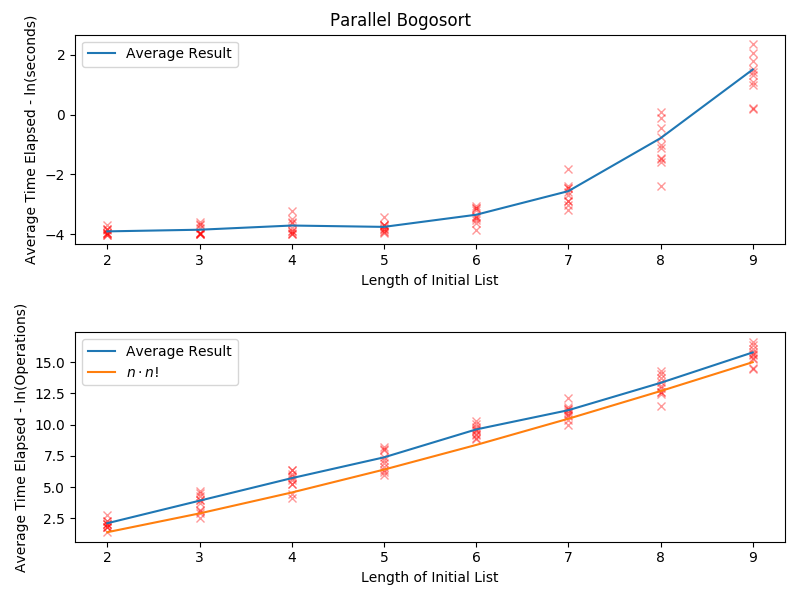 Parallel Bogosort
Average Time Elapsed - ln(seconds)
Average Result
2
0
−2
−4
2 3 4 5 6 7 8 9
Length of Initial List
Average Time Elapsed - ln(Operations)
Average Result
n · n!
15.0
12.5
10.0
7.5
5.0
2.5
2 3 4 5 6 7 8 9
Length of Initial List